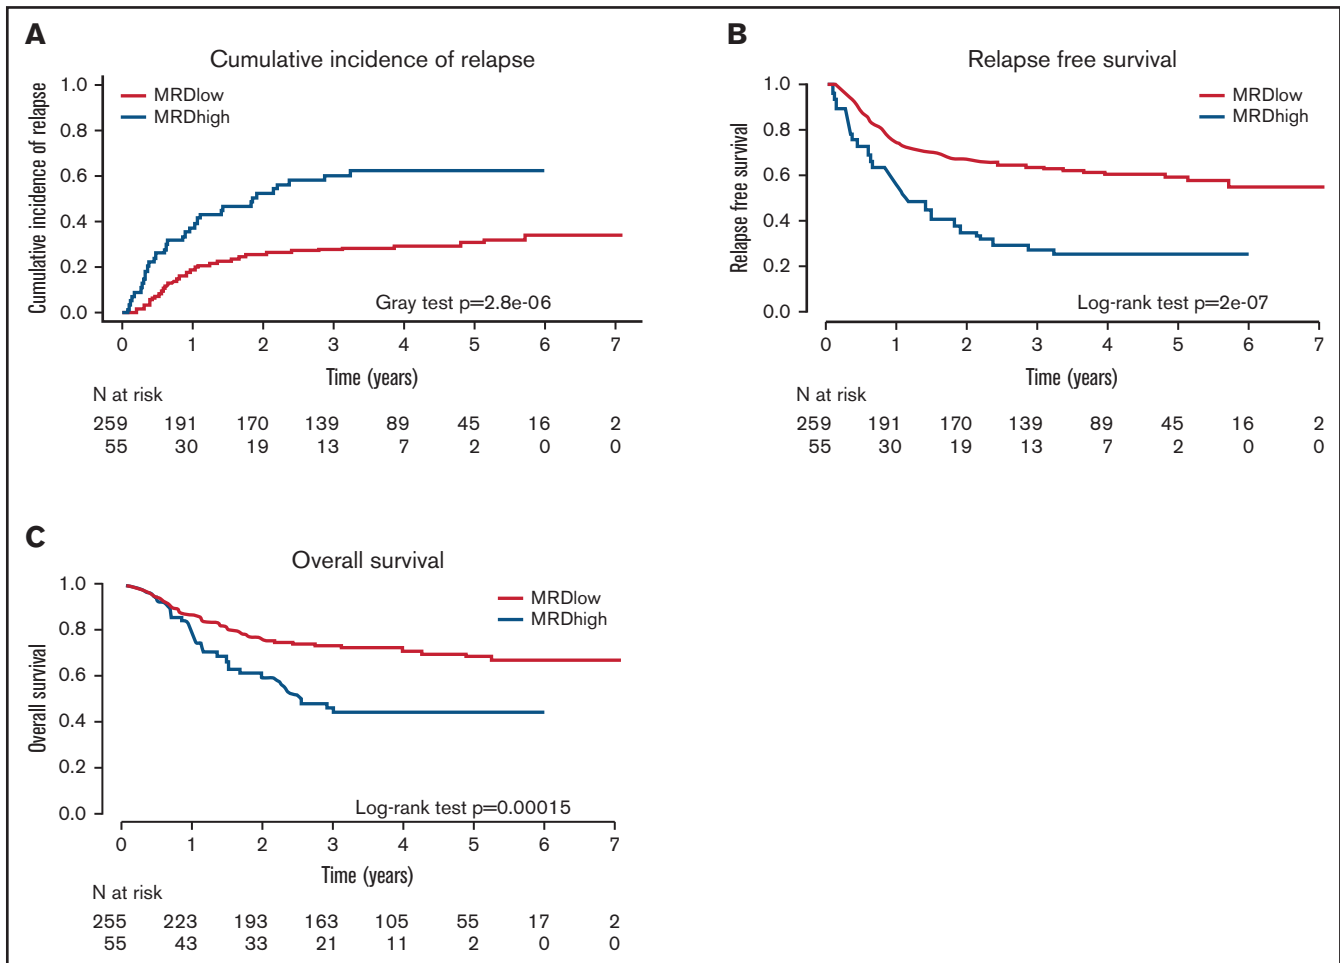 A
Cumulative incidence of relapse
Cumulative incidence of relapse
1.0
0.8
0.6
0.4
0.2
0.0
MRDlow
MRDhigh
Gray test p=2.8e-06
0 1 2 3 4 5 6 7
Time (years)
N at risk
259 191 170 139 89 45 16 2
55 30 19 13 7 2 0 0
B
Relapse free survival
Relapse free survival
1.0
0.8
0.6
0.4
0.2
0.0
MRDlow
MRDhigh
Log-rank test p=2e-07
0 1 2 3 4 5 6 7
Time (years)
N at risk
259 191 170 139 89 45 16 2
55 30 19 13 7 2 0 0
C
Overall survival
Overall survival
1.0
0.8
0.6
0.4
0.2
0.0
MRDlow
MRDhigh
Log-rank test p=0.00015
0 1 2 3 4 5 6 7
Time (years)
N at risk
255 223 193 163 105 55 17 2
55 43 33 21 11 2 0 0